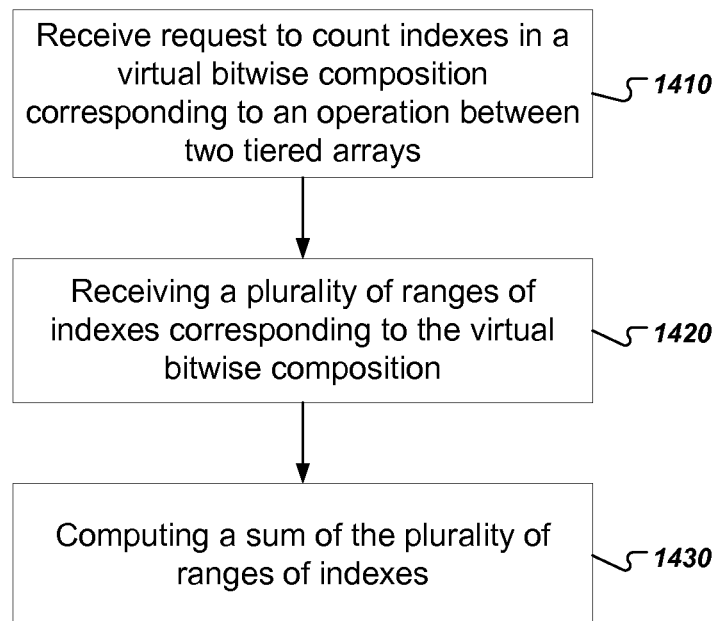 Receive request to count indexes in a
virtual bitwise composition
corresponding to an operation between
two tiered arrays
1410
Receiving a plurality of ranges of
indexes corresponding to the virtual
bitwise composition
1420
Computing a sum of the plurality of
ranges of indexes
1430